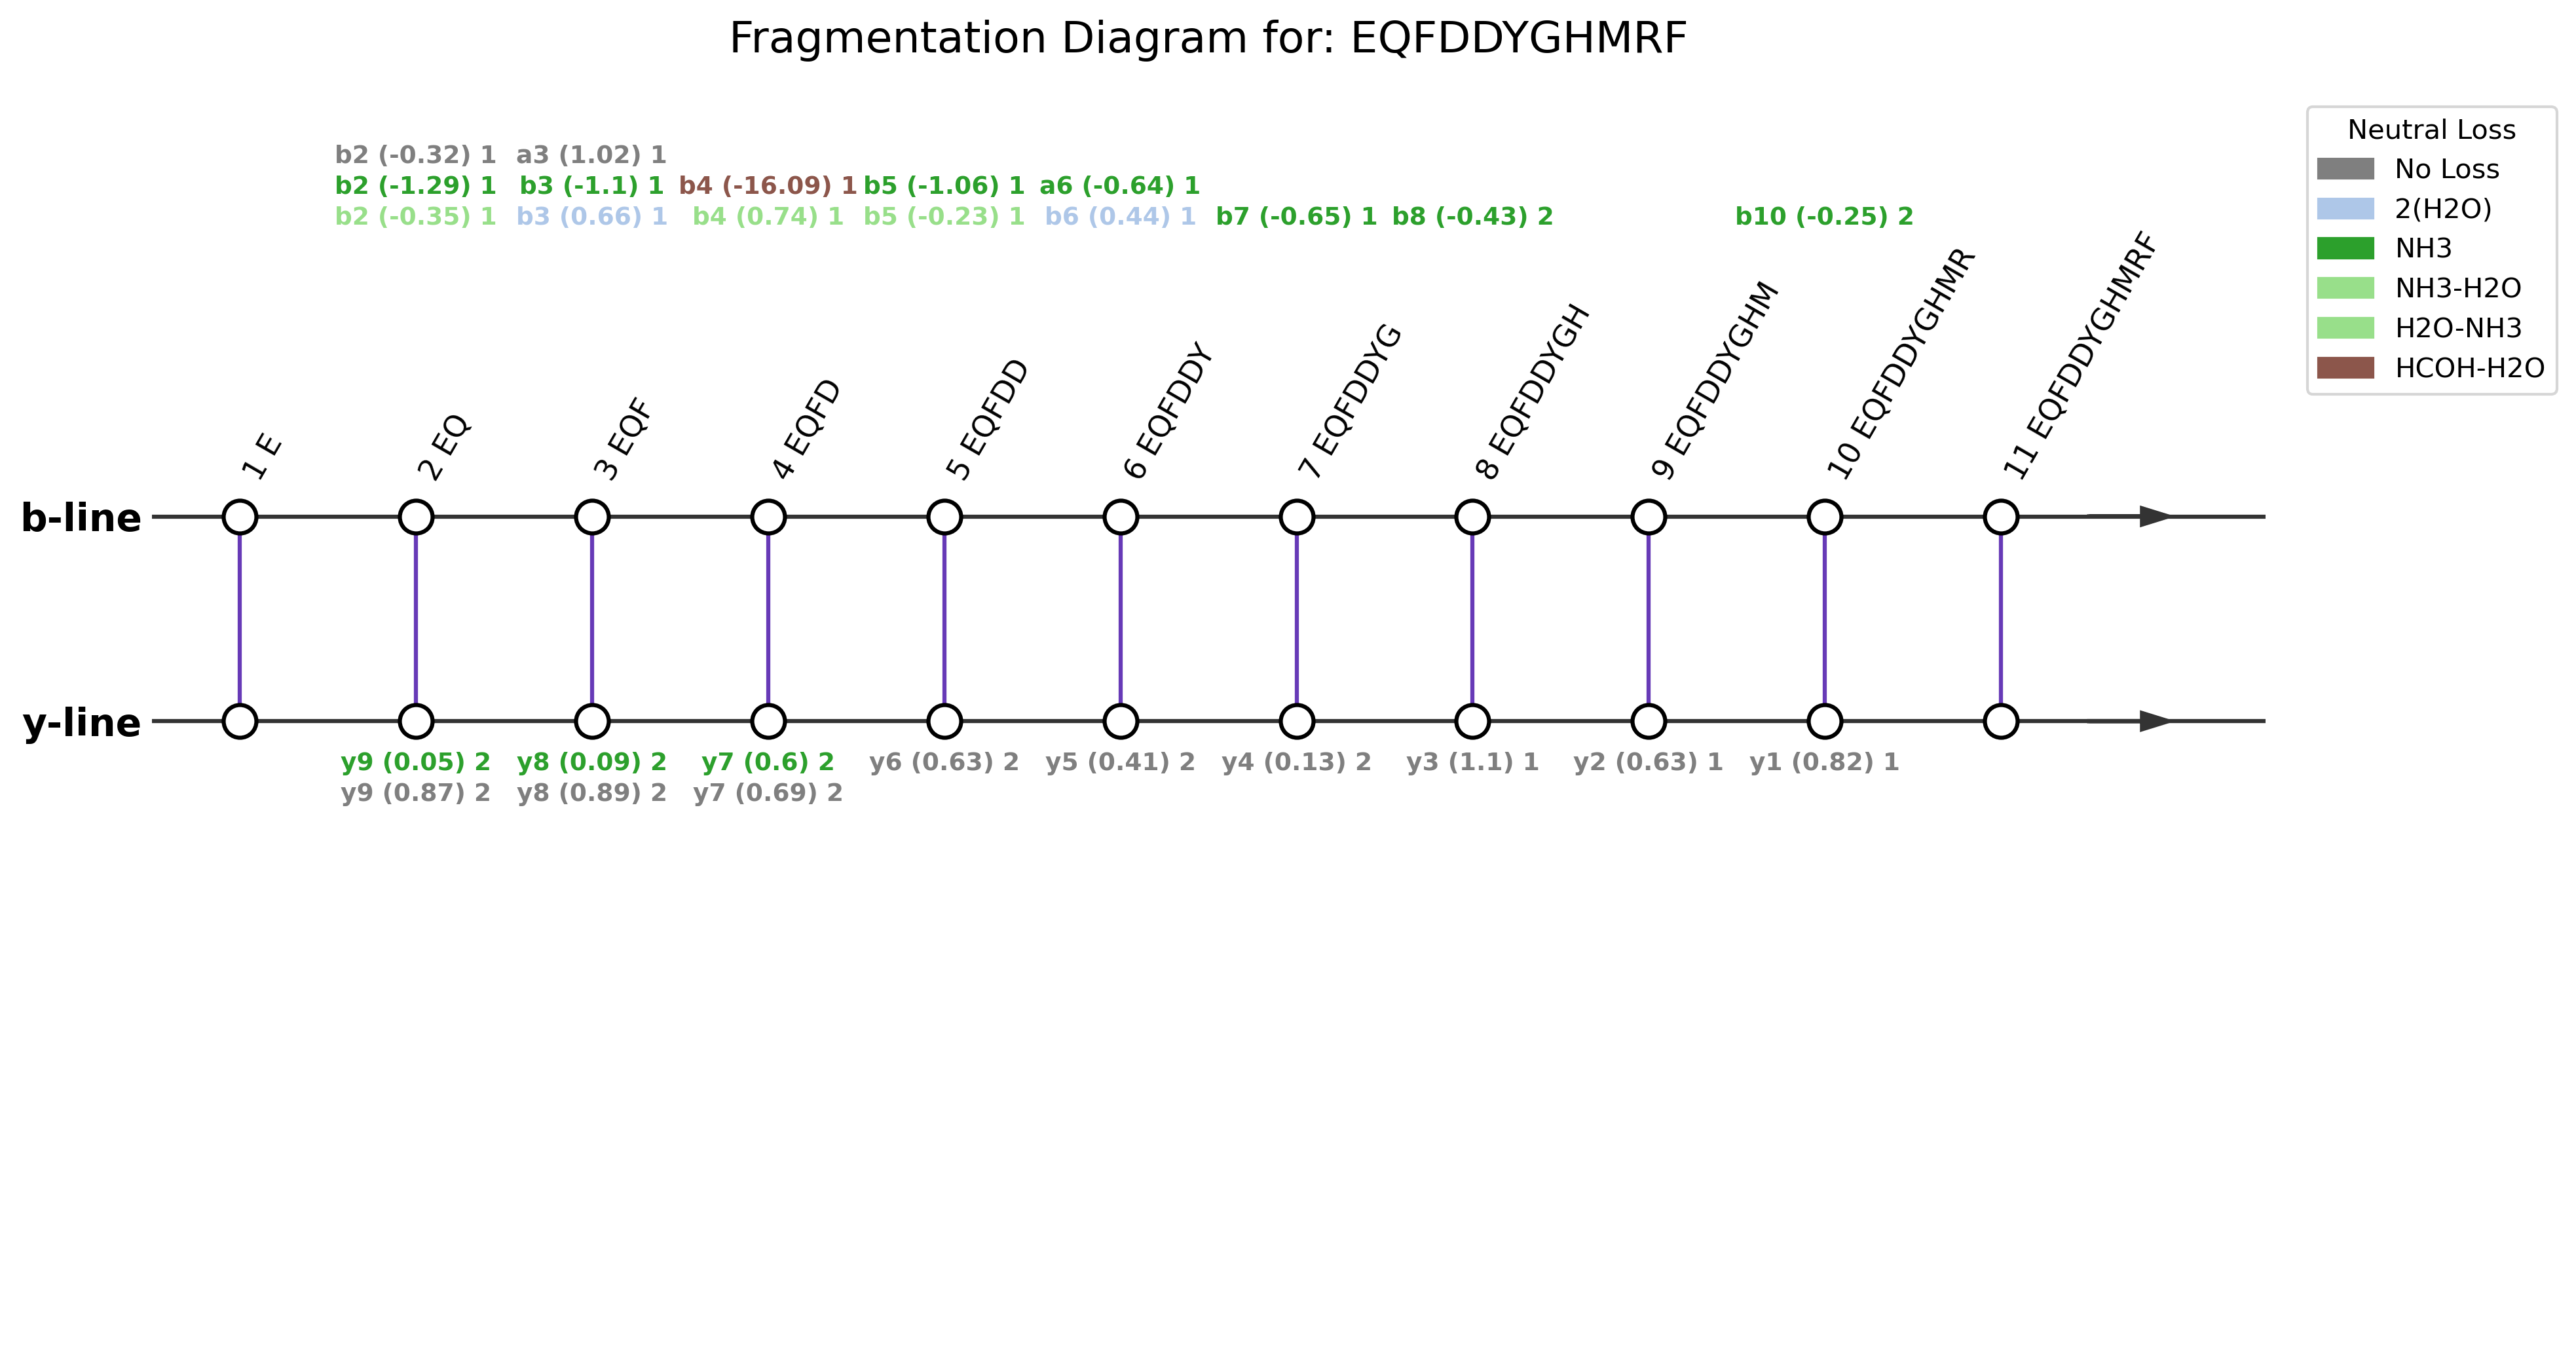 Fragmentation Diagram for: EQFDDYGHMRF
Neutral Loss
No Loss
2(H2O)
NH3
NH3-H2O
H2O-NH3
HCOH-H2O
b2 (-0.32) 1 a3 (1.02) 1
b2 (-1.29) 1 b3 (-1.1) 1 b4 (-16.09) 1 b5 (-1.06) 1 a6 (-0.64) 1
b2 (-0.35) 1 b3 (0.66) 1 b4 (0.74) 1 b5 (-0.23) 1 b6 (0.44) 1 b7 (-0.65) 1 b8 (-0.43) 2 b10 (-0.25) 2
1 E
2 EQ
3 EQF
4 EQFD
5 EQFDD
6 EQFDDY
7 EQFDDYG
8 EQFDDYGH
9 EQFDDYGHM
10 EQFDDYGHMR
11 EQFDDYGHMRF
b-line
y-line
y9 (0.05) 2 y8 (0.09) 2 y7 (0.6) 2 y6 (0.63) 2 y5 (0.41) 2 y4 (0.13) 2 y3 (1.1) 1 y2 (0.63) 1 y1 (0.82) 1
y9 (0.87) 2 y8 (0.89) 2 y7 (0.69) 2